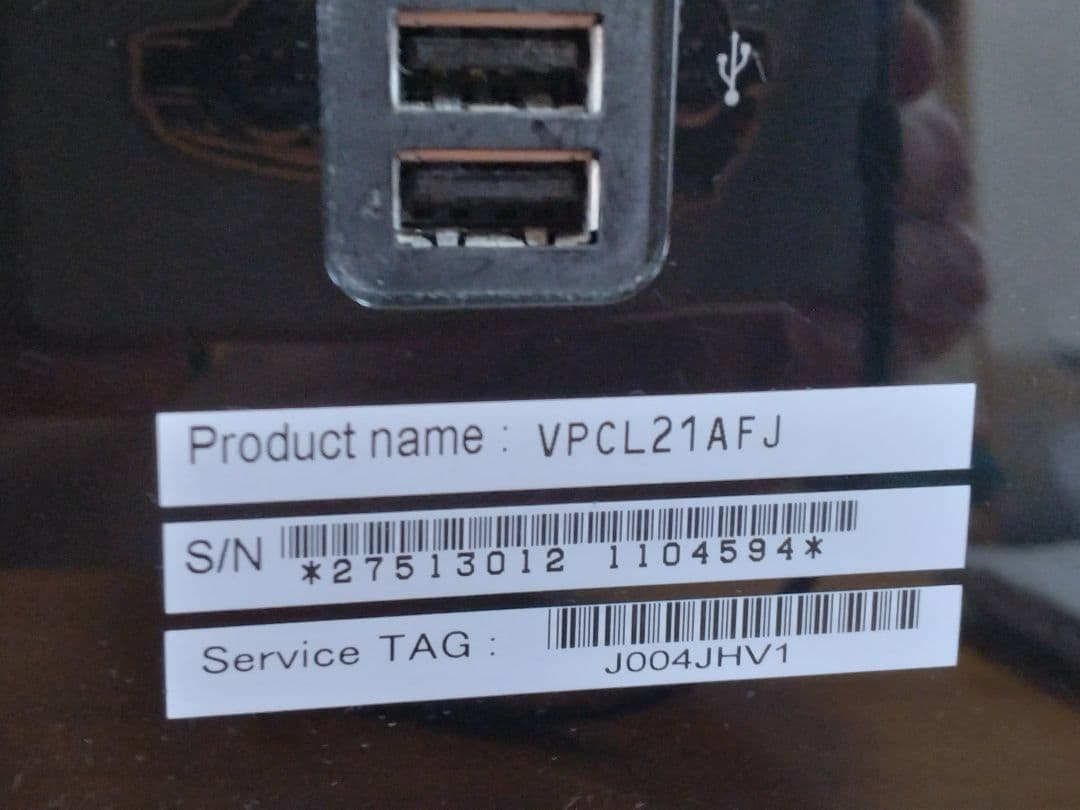 Product name : VPCL21AFJ
S/N
*27513012 1104594*
Service TAG :
J004JHV1